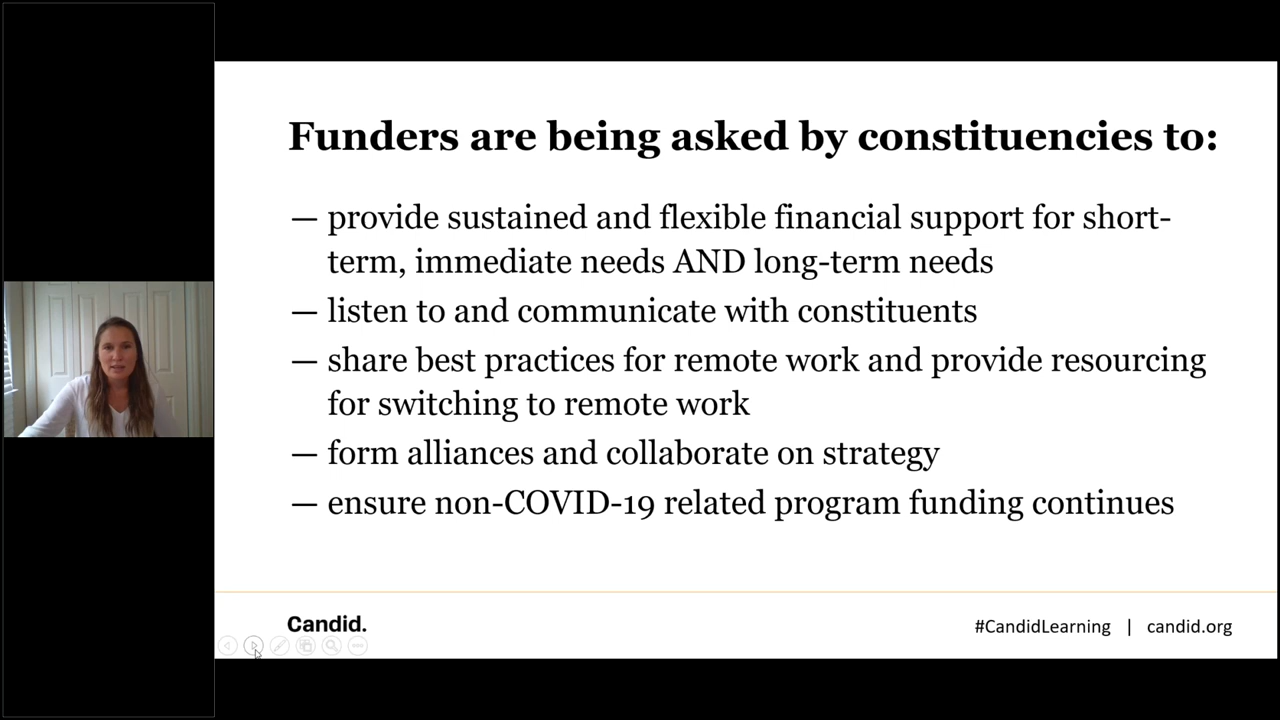 Funders are being asked by constituencies to:
— provide sustained and flexible financial support for short-
term, immediate needs AND long-term needs
— listen to and communicate with constituents
— share best practices for remote work and provide resourcing
for switching to remote work
— form alliances and collaborate on strategy
— ensure non-COVID-19 related program funding continues
Candid.
#CandidLearning | candid.org